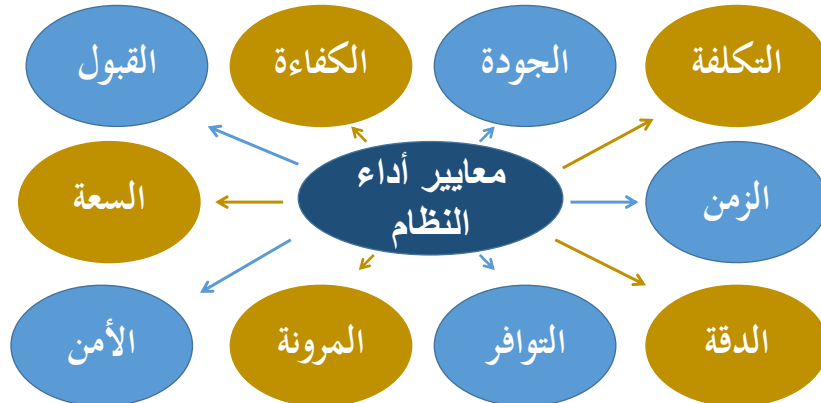 التكلفة
الجودة
الكفاءة
القبول
معايير أداء
النظام
الزمن
السعة
الدقة
التوافر
المرونة
الأمن